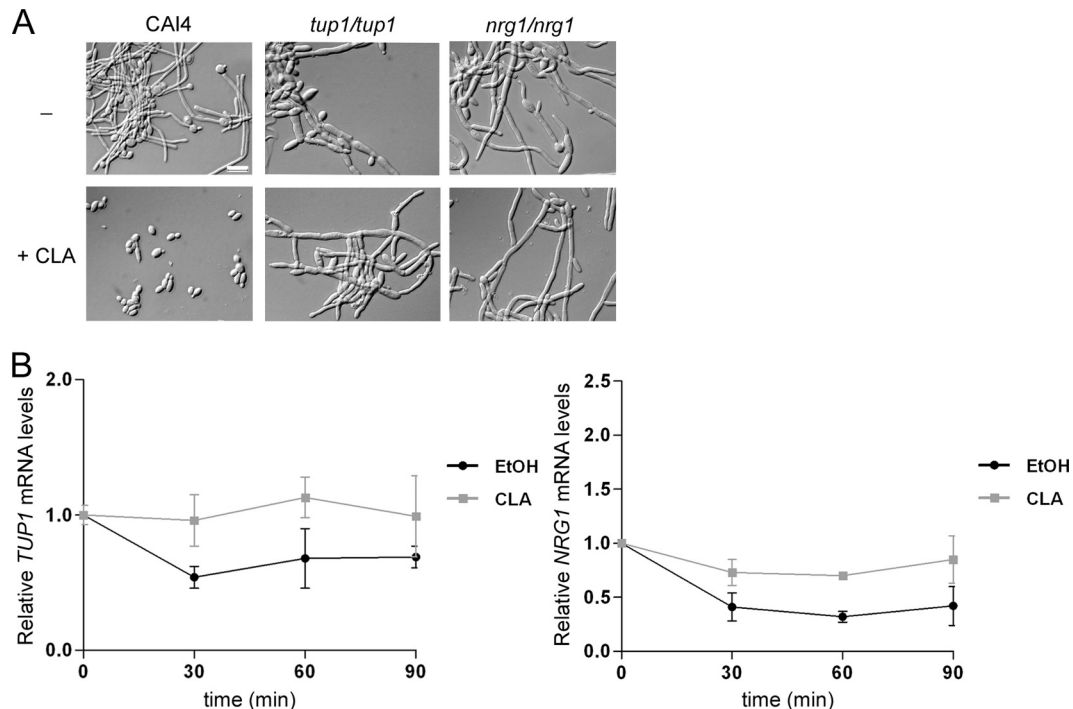 A
CAI4 tup1/tup1 nrg1/nrg1
–
+ CLA
B
Relative TUP1 mRNA levels
2.0
1.0
0.0
0 30 60 90
time (min)
EtOH
CLA
Relative NRG1 mRNA levels
2.5
2.0
1.5
1.0
0.5
0.0
0 30 60 90
time (min)
EtOH
CLA